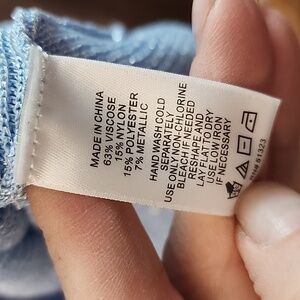 MADE IN CHINA
63% VISCOSE
15% NYLON
15% POLYESTER
7% METALLIC
HAND WASH COLD
SEPARATELY
USE ONLY NON-CHLORINE
BLEACH IF NEEDED
RESHAPE AND
LAY FLAT TO DRY
USE LOW IRON
IF NECESSARY
51323